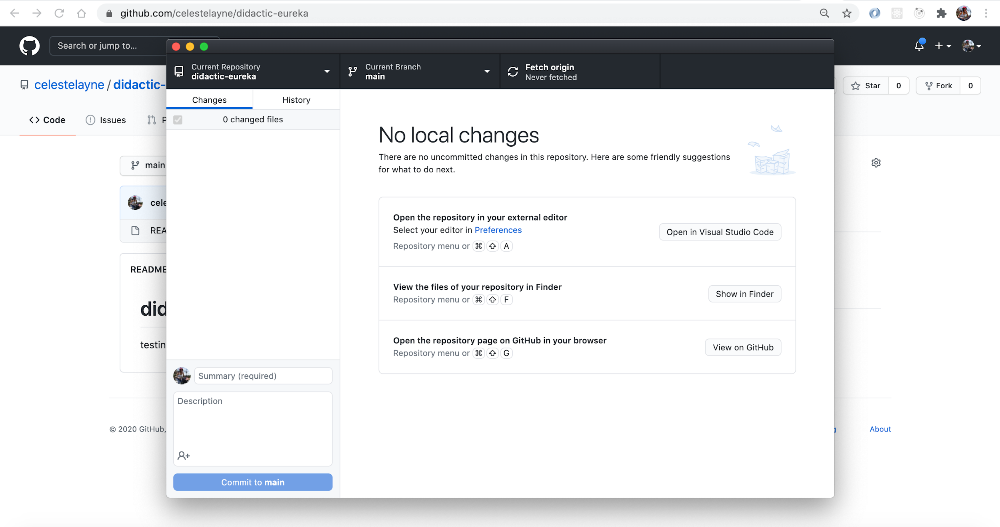 github.com/celestelayne/didactic-eureka
Search or jump to...
celestelayne / didactic-
Star 0
Fork 0
Code
Issues
P
main
cele
REA
README
did
testin
© 2020 GitHub,
About
Current Repository
didactic-eureka
Current Branch
main
Fetch origin
Never fetched
Changes
History
0 changed files
Summary (required)
Description
Commit to main
No local changes
There are no uncommitted changes in this repository. Here are some friendly suggestions
for what to do next.
Open the repository in your external editor
Select your editor in Preferences
Repository menu or ⌘ ⇧ A
Open in Visual Studio Code
View the files of your repository in Finder
Repository menu or ⌘ ⇧ F
Show in Finder
Open the repository page on GitHub in your browser
Repository menu or ⌘ ⇧ G
View on GitHub